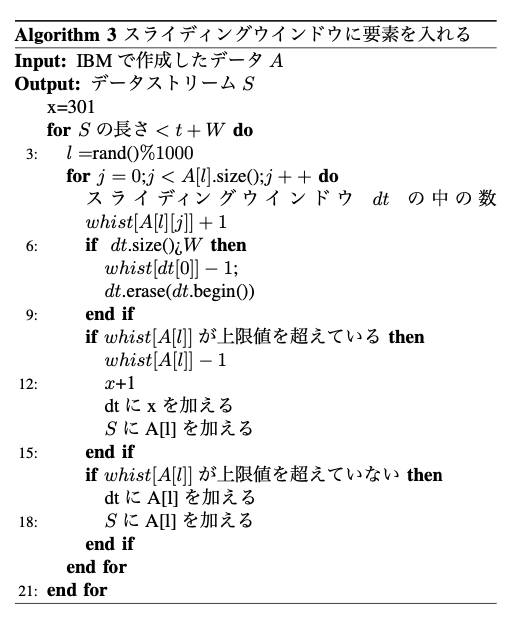 Algorithm 3 スライディングウインドウに要素を入れる
Input: IBM で作成したデータ A
Output: データストリーム S
x=301
for S の長さ < t + W do
3: l =rand()%1000
for j = 0;j < A[l].size();j + + do
スライディングウインドウ dt の中の数
whist[A[l][j]] + 1
6: if dt.size()¿W then
whist[dt[0]] − 1;
dt.erase(dt.begin())
9: end if
if whist[A[l]] が上限値を超えている then
whist[A[l]] − 1
12: x+1
dt に x を加える
S に A[l] を加える
15: end if
if whist[A[l]] が上限値を超えていない then
dt に A[l] を加える
18: S に A[l] を加える
end if
end for
21: end for